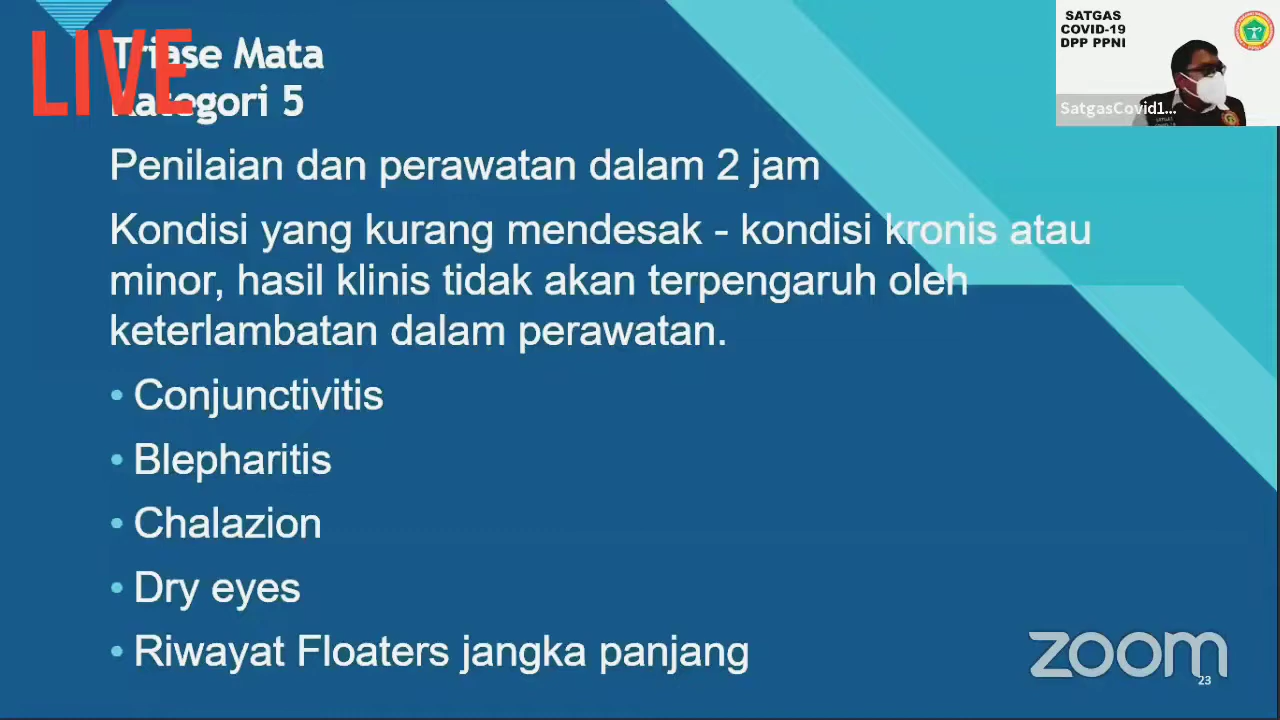 LIVE
Triase Mata
Kategori 5
Penilaian dan perawatan dalam 2 jam
Kondisi yang kurang mendesak - kondisi kronis atau
minor, hasil klinis tidak akan terpengaruh oleh
keterlambatan dalam perawatan.
• Conjunctivitis
• Blepharitis
• Chalazion
• Dry eyes
• Riwayat Floaters jangka panjang
SATGAS
COVID-19
DPP PPNI
SatgasCovid1...
zoom
23